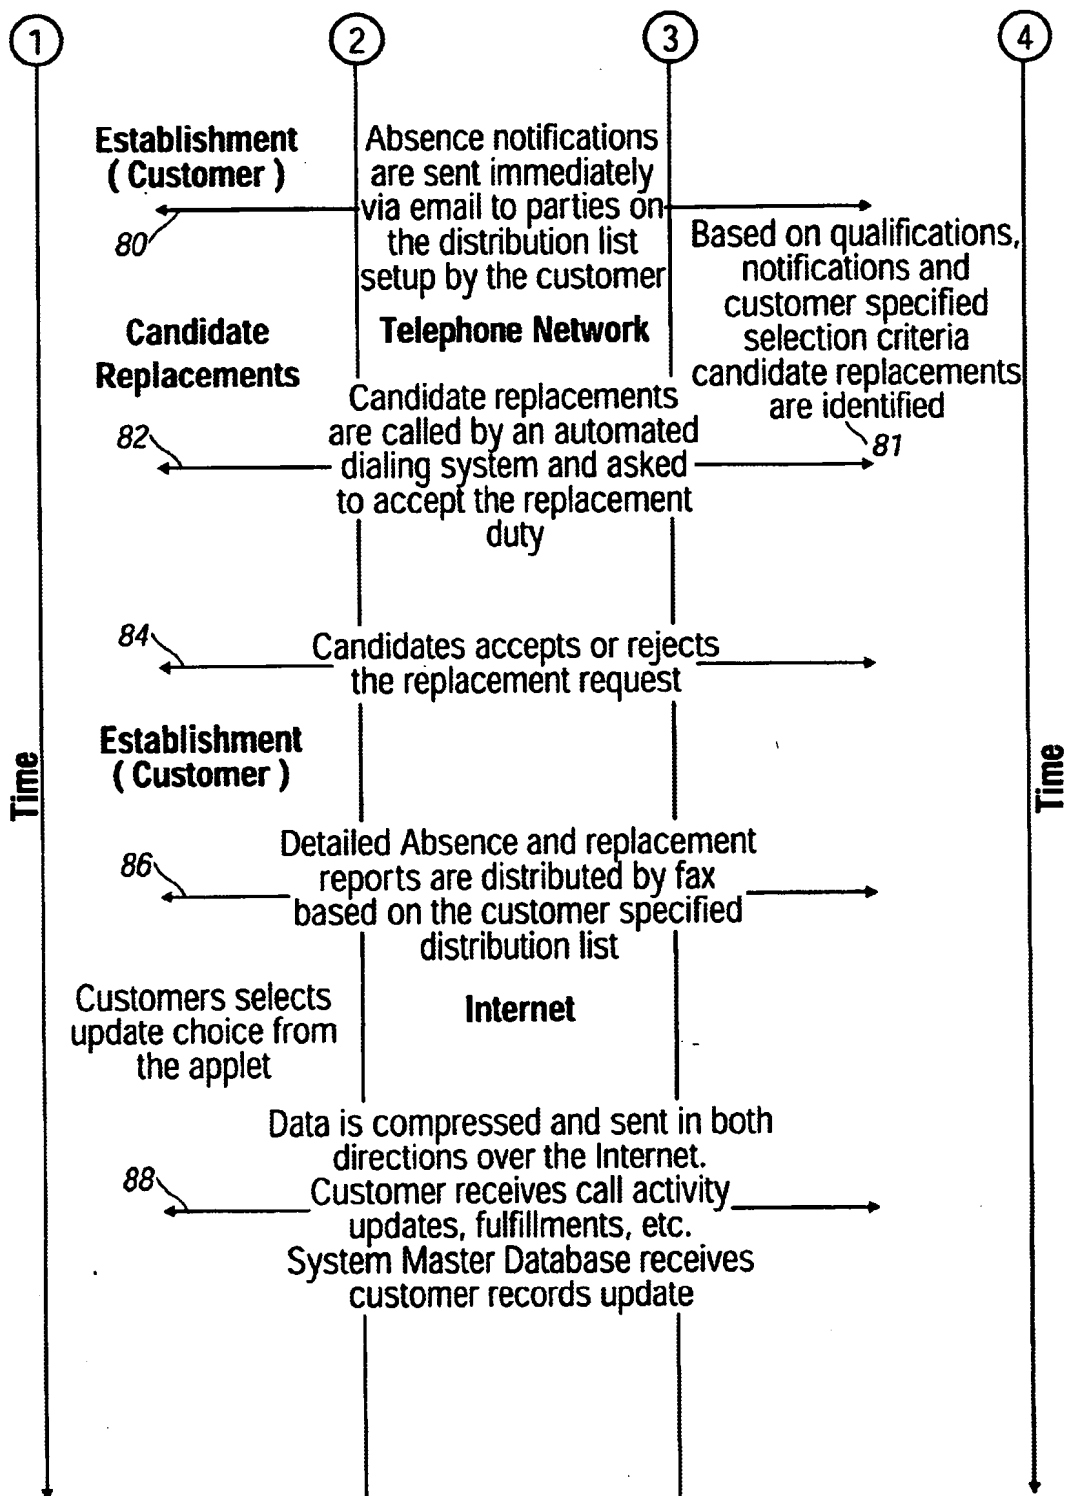 1
2
3
4
Establishment
( Customer )
80
Absence notifications
are sent immediately
via email to parties on
the distribution list
setup by the customer
Based on qualifications,
notifications and
customer specified
selection criteria
candidate replacements
are identified
81
Candidate
Replacements
Telephone Network
82
Candidate replacements
are called by an automated
dialing system and asked
to accept the replacement
duty
84
Candidates accepts or rejects
the replacement request
Establishment
( Customer )
Time
Time
86
Detailed Absence and replacement
reports are distributed by fax
based on the customer specified
distribution list
Customers selects
update choice from
the applet
Internet
88
Data is compressed and sent in both
directions over the Internet.
Customer receives call activity
updates, fulfillments, etc.
System Master Database receives
customer records update